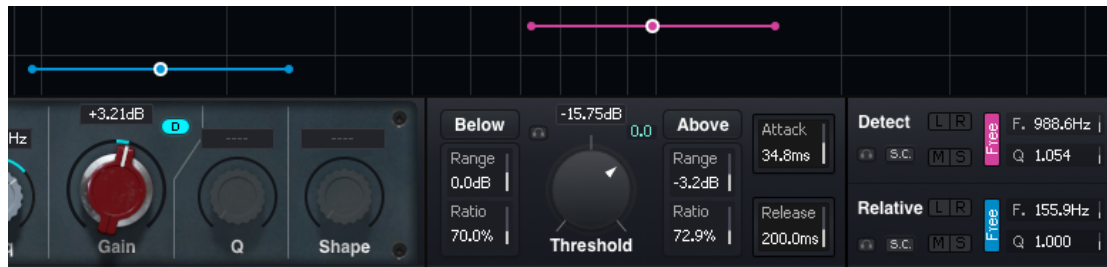 +3.21dB
D
Hz
----
----
q
Gain
Q
Shape
Below
-15.75dB
0.0
Above
Range
0.0dB
Ratio
70.0%
Threshold
Range
-3.2dB
Ratio
72.9%
Attack
34.8ms
Release
200.0ms
Detect
L R
S.C.
M S
Free
F. 988.6Hz
Q 1.054
Relative
L R
S.C.
M S
Free
F. 155.9Hz
Q 1.000